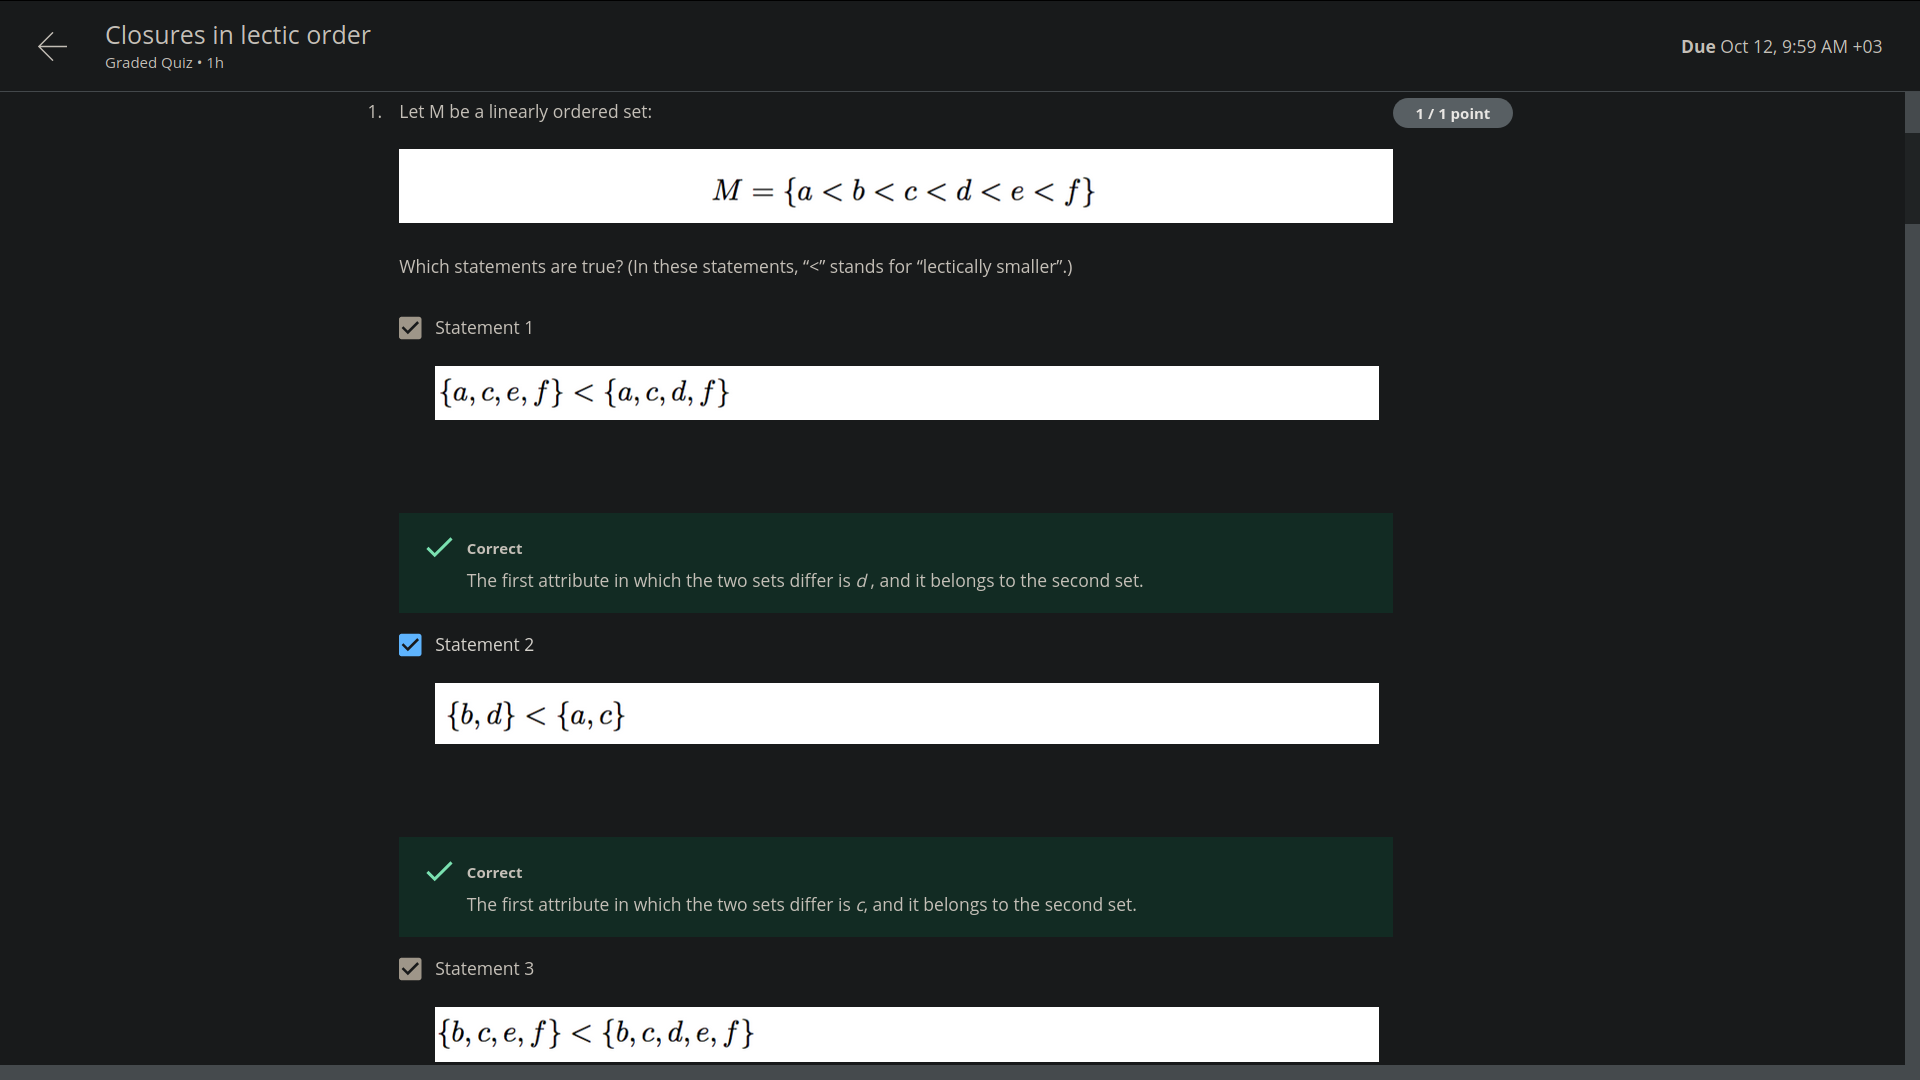 Closures in lectic order
Graded Quiz • 1h
Due Oct 12, 9:59 AM +03
1. Let M be a linearly ordered set:
1 / 1 point
M = {a < b < c < d < e < f}
Which statements are true? (In these statements, “<” stands for “lectically smaller”.)
Statement 1
{a, c, e, f} < {a, c, d, f}
Correct
The first attribute in which the two sets differ is d , and it belongs to the second set.
Statement 2
{b, d} < {a, c}
Correct
The first attribute in which the two sets differ is c, and it belongs to the second set.
Statement 3
{b, c, e, f} < {b, c, d, e, f}